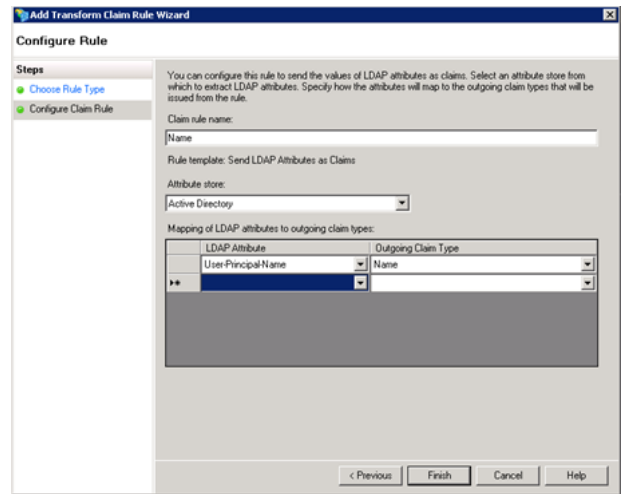 Add Transform Claim Rule Wizard
Configure Rule
Steps
Choose Rule Type
Configure Claim Rule
You can configure this rule to send the values of LDAP attributes as claims. Select an attribute store from
which to extract LDAP attributes. Specify how the attributes will map to the outgoing claim types that will be
issued from the rule.
Claim rule name:
Name
Rule template: Send LDAP Attributes as Claims
Attribute store:
Active Directory
Mapping of LDAP attributes to outgoing claim types:
LDAP Attribute Outgoing Claim Type
User-Principal-Name Name
< Previous Finish Cancel Help